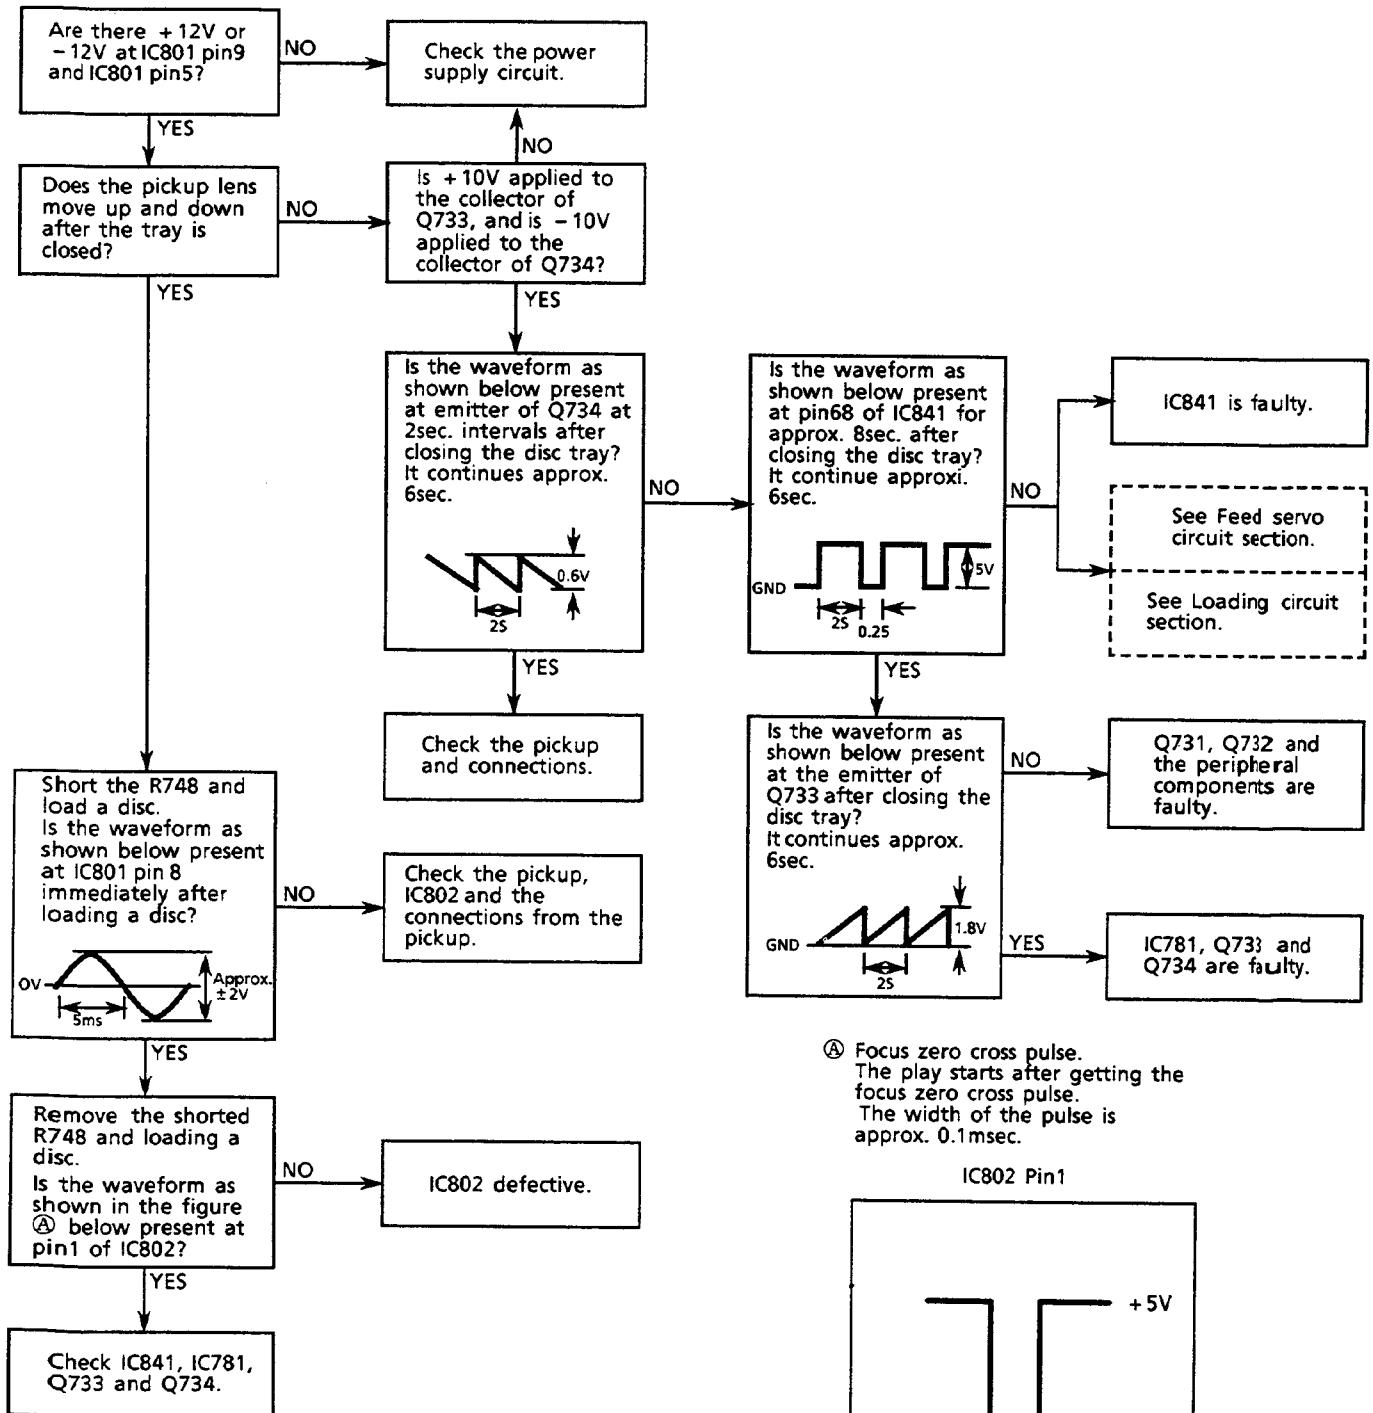 Are there +12V or
-12V at IC801 pin9
and IC801 pin5?
NO
Check the power
supply circuit.
YES
NO
Does the pickup lens
move up and down
after the tray is
closed?
NO
Is +10V applied to
the collector of
Q733, and is -10V
applied to the
collector of Q734?
YES
YES
Is the waveform as
shown below present
at emitter of Q734 at
2sec. intervals after
closing the disc tray?
It continues approx.
6sec.
0.6V
2S
NO
Is the waveform as
shown below present
at pin68 of IC841 for
approx. 8sec. after
closing the disc tray?
It continue approxi.
6sec.
GND
5V
2S
0.25
NO
IC841 is faulty.
See Feed servo
circuit section.
See Loading circuit
section.
YES
YES
Check the pickup
and connections.
Is the waveform as
shown below present
at the emitter of
Q733 after closing the
disc tray?
It continues approx.
6sec.
GND
1.8V
2S
NO
Q731, Q732 and
the peripheral
components are
faulty.
YES
IC781, Q733 and
Q734 are faulty.
Short the R748 and
load a disc.
Is the waveform as
shown below present
at IC801 pin 8
immediately after
loading a disc?
0V
Approx.
±2V
5ms
NO
Check the pickup,
IC802 and the
connections from the
pickup.
YES
Remove the shorted
R748 and loading a
disc.
Is the waveform as
shown in the figure
Ⓐ below present at
pin1 of IC802?
NO
IC802 defective.
YES
Check IC841, IC781,
Q733 and Q734.
Ⓐ Focus zero cross pulse.
The play starts after getting the
focus zero cross pulse.
The width of the pulse is
approx. 0.1msec.
IC802 Pin1
+5V